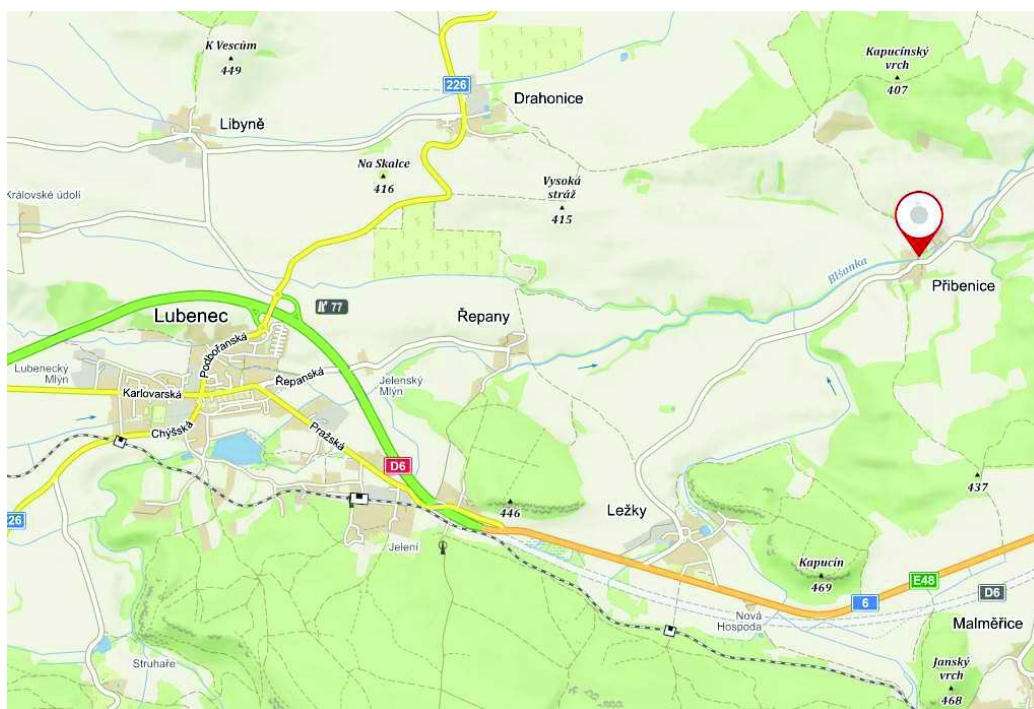 K Vescům
449
Kapucínský
vrch
407
226
Drahonice
Libyně
Na Skalce
416
Vysoká
stráž
415
Královské údolí
Blšanka
Přibenice
77
Lubenec
Řepany
Podbořanská
Lubenecký
Mlýn
Řepanská
Jelenský
Mlýn
Karlovarská
Chýšská
Pražská
D6
437
446
Ležky
26
Jelení
Kapucín
469
E48
6
D6
Nová
Hospoda
Malměřice
Struhaře
Janský
vrch
468